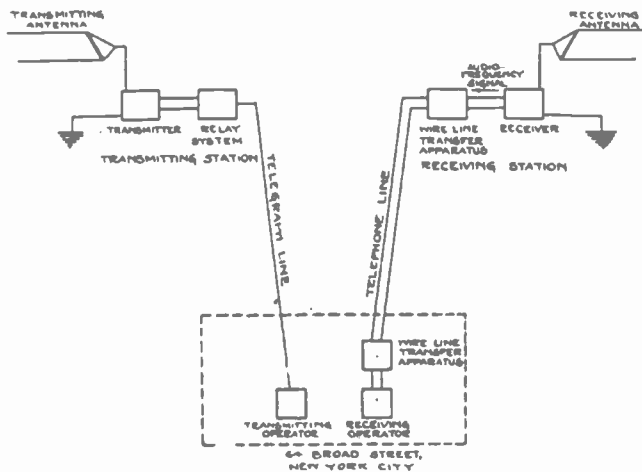 TRANSMITTING
ANTENNA
RECEIVING
ANTENNA
AUDIO
FREQUENCY
SIGNAL
TRANSMITTER
RELAY
SYSTEM
TRANSMITTING STATION
WIRE LINE
TRANSFER
APPARATUS
RECEIVER
RECEIVING STATION
TELEGRAM LINE
TELEPHONE LINE
WIRE LINE
TRANSFER
APPARATUS
TRANSMITTING
OPERATOR
RECEIVING
OPERATOR
64 BROAD STREET,
NEW YORK CITY